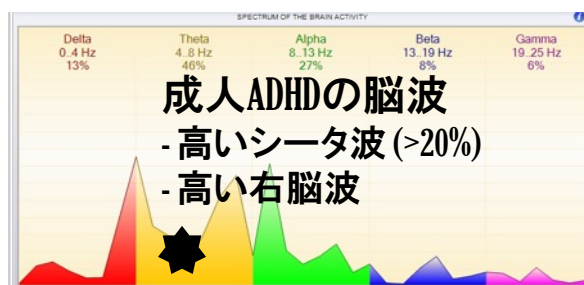 SPECTRUM OF THE BRAIN ACTIVITY
Delta Theta Alpha Beta Gamma
0..4 Hz 4..8 Hz 8..13 Hz 13..19 Hz 19..25 Hz
13% 46% 27% 8% 6%
成人ADHDの脳波
- 高いシータ波 (>20%)
- 高い右脳波